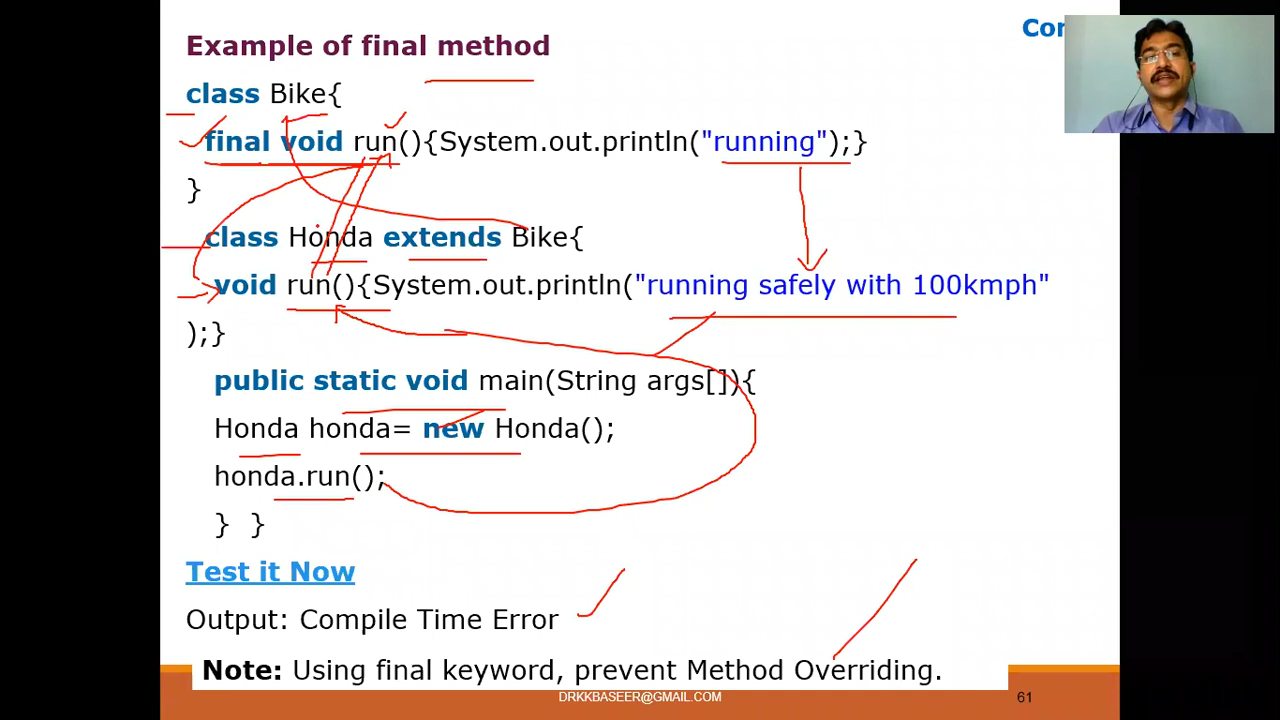 Example of final method
class Bike{
final void run(){System.out.println("running");}
}
class Honda extends Bike{
void run(){System.out.println("running safely with 100kmph"
);}
public static void main(String args[]){
Honda honda= new Honda();
honda.run();
} }
Test it Now
Output: Compile Time Error
Note: Using final keyword, prevent Method Overriding.
DRKKBASEER@GMAIL.COM
61